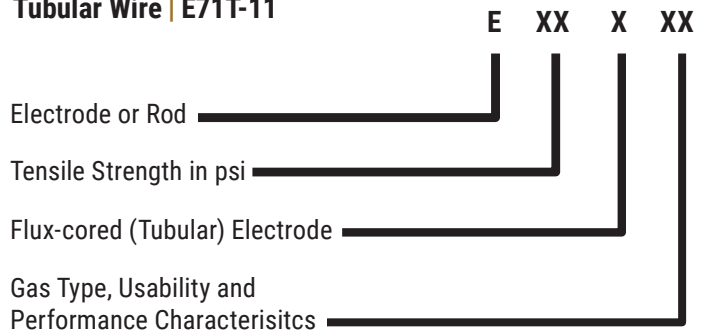 Tubular Wire | E71T-11
E XX X XX
Electrode or Rod
Tensile Strength in psi
Flux-cored (Tubular) Electrode
Gas Type, Usability and
Performance Characterisitcs